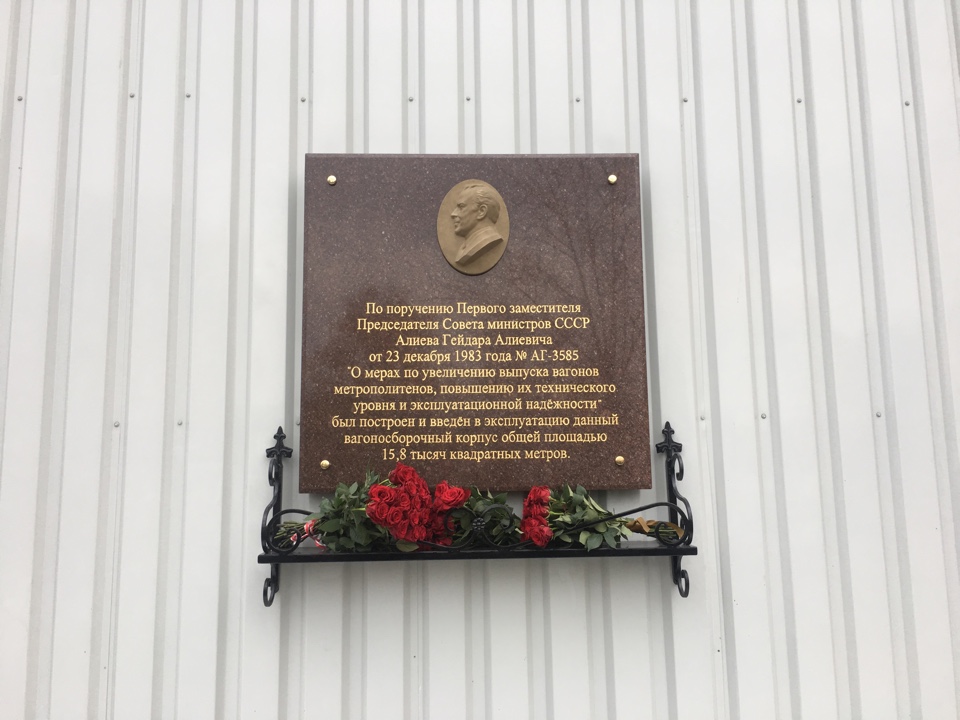 По поручению Первого заместителя
Председателя Совета министров СССР
Алиева Гейдара Алиевича
от 23 декабря 1983 года № АГ-3585
"О мерах по увеличению выпуска вагонов
метрополитенов, повышению их технического
уровня и эксплуатационной надёжности"
был построен и введён в эксплуатацию данный
вагоносборочный корпус общей площадью
15,8 тысяч квадратных метров.